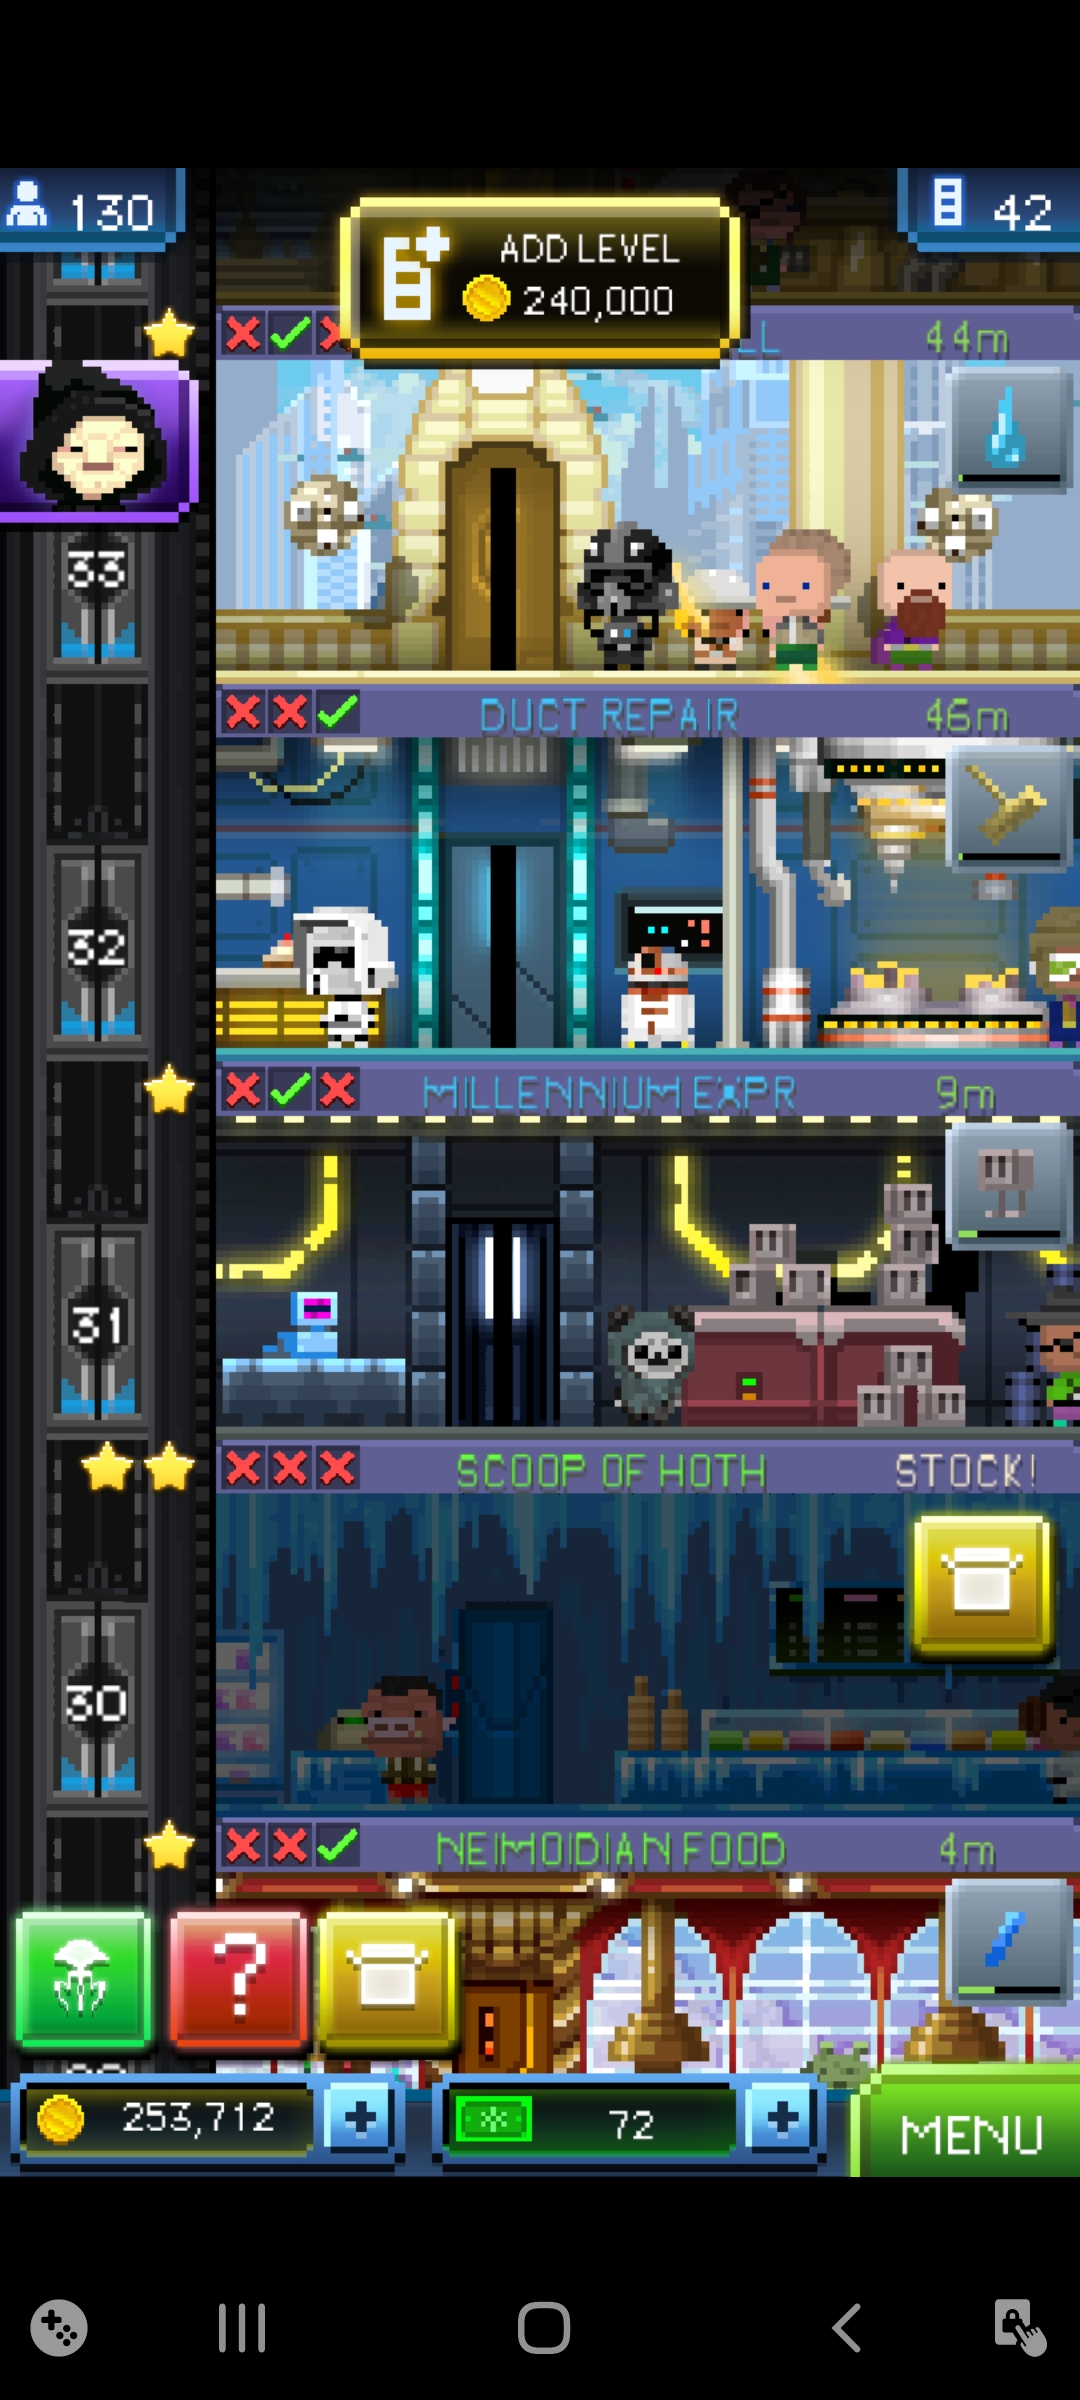 130
ADD LEVEL
240,000
42
LL
44m
33
DUCT REPAIR
46m
32
MILLENNIUM EXPR
9m
31
SCOOP OF HOTH
STOCK!
30
NEIMOIDIAN FOOD
4m
?
253,712
72
MENU